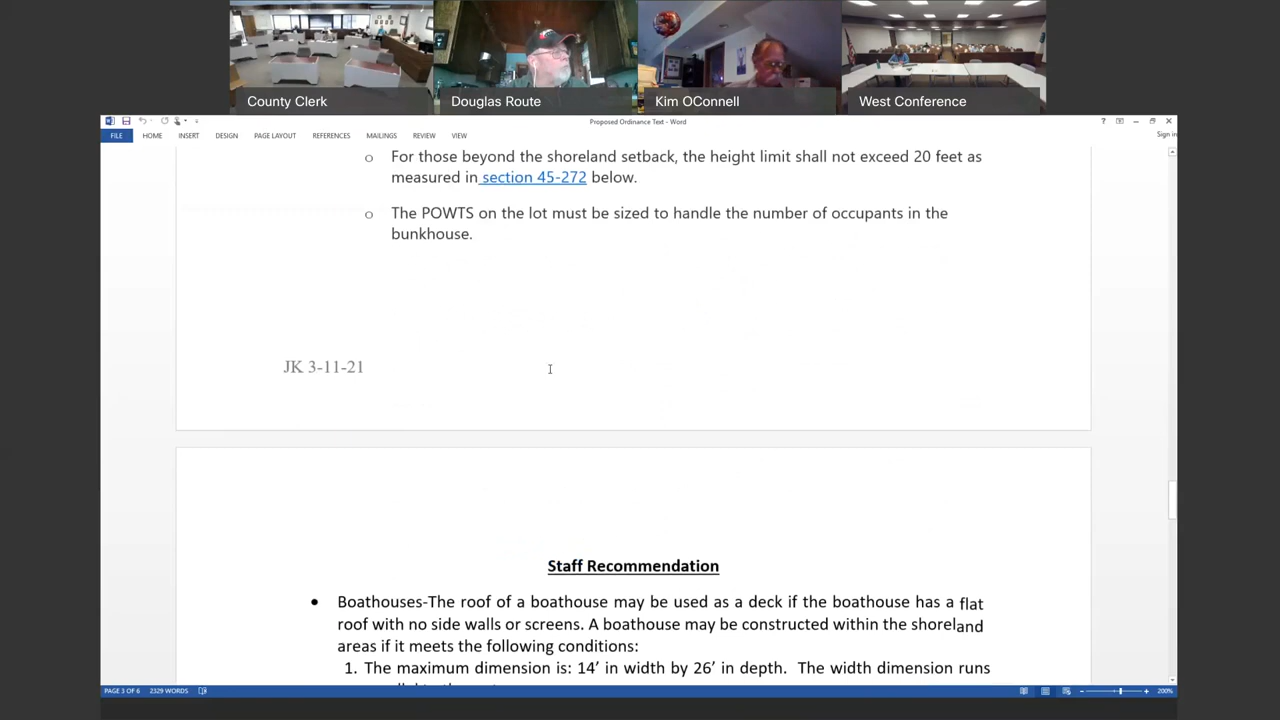 County Clerk
Douglas Route
Kim OConnell
West Conference
Proposed Ordinance Text - Word
Sign in
FILE HOME INSERT DESIGN PAGE LAYOUT REFERENCES MAILINGS REVIEW VIEW
o For those beyond the shoreland setback, the height limit shall not exceed 20 feet as
measured in section 45-272 below.
o The POWTS on the lot must be sized to handle the number of occupants in the
bunkhouse.
JK 3-11-21
Staff Recommendation
• Boathouses-The roof of a boathouse may be used as a deck if the boathouse has a flat
roof with no side walls or screens. A boathouse may be constructed within the shoreland
areas if it meets the following conditions:
1. The maximum dimension is: 14’ in width by 26’ in depth. The width dimension runs
PAGE 3 OF 6 2329 WORDS
200%